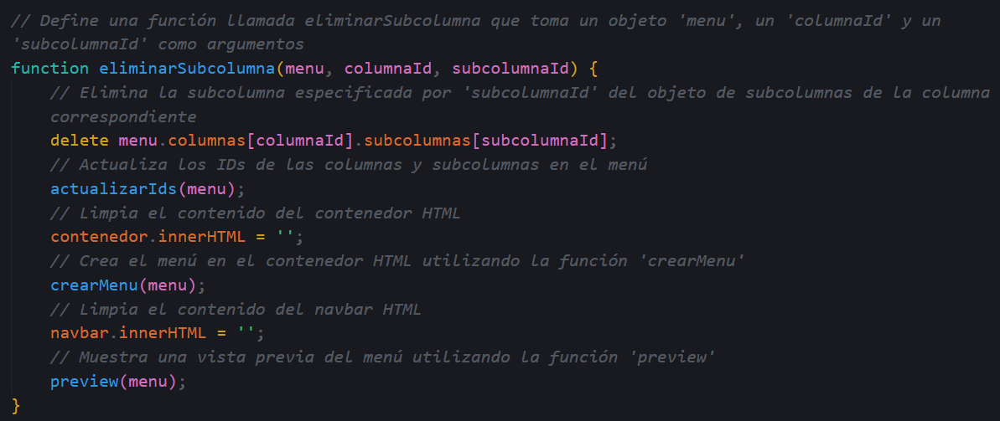 // Define una función llamada eliminarSubcolumna que toma un objeto 'menu', un 'columnaId' y un
'subcolumnaId' como argumentos
function eliminarSubcolumna(menu, columnaId, subcolumnaId) {
// Elimina la subcolumna especificada por 'subcolumnaId' del objeto de subcolumnas de la columna
correspondiente
delete menu.columnas[columnaId].subcolumnas[subcolumnaId];
// Actualiza los IDs de las columnas y subcolumnas en el menú
actualizarIds(menu);
// Limpia el contenido del contenedor HTML
contenedor.innerHTML = '';
// Crea el menú en el contenedor HTML utilizando la función 'crearMenu'
crearMenu(menu);
// Limpia el contenido del navbar HTML
navbar.innerHTML = '';
// Muestra una vista previa del menú utilizando la función 'preview'
preview(menu);
}